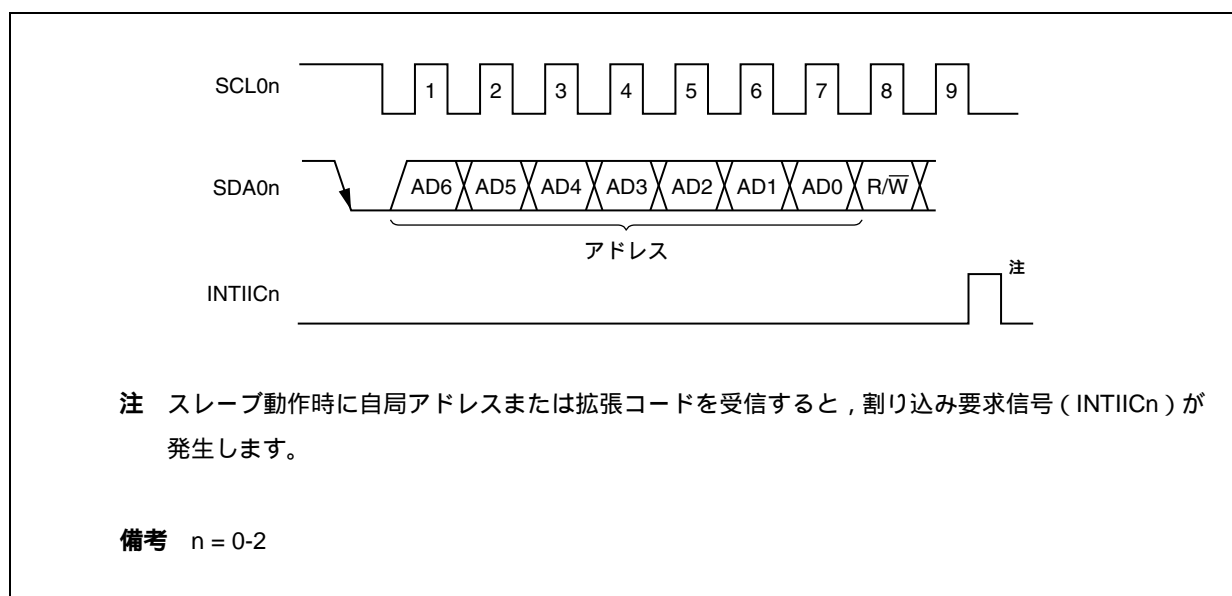 SCL0n 1 2 3 4 5 6 7 8 9
SDA0n AD6 AD5 AD4 AD3 AD2 AD1 AD0 R/W̅
アドレス
INTIICn 注
注 スレーブ動作時に自局アドレスまたは拡張コードを受信すると，割り込み要求信号（INTIICn）が
発生します。
備考 n = 0-2